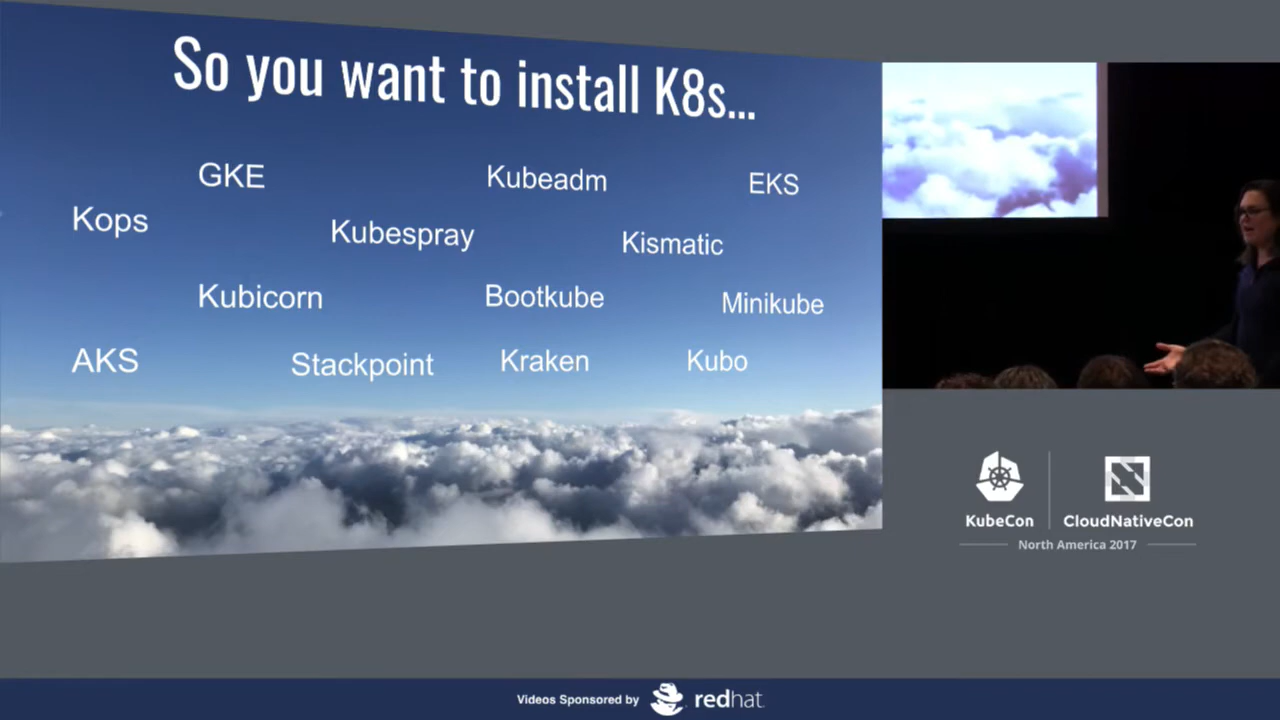 So you want to install K8s...
GKE
Kubeadm
EKS
Kops
Kubespray
Kismatic
Kubicorn
Bootkube
Minikube
AKS
Stackpoint
Kraken
Kubo
KubeCon
CloudNativeCon
North America 2017
Videos Sponsored by
redhat.